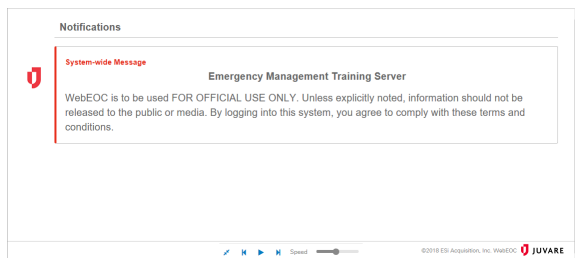 Notifications
System-wide Message
Emergency Management Training Server
WebEOC is to be used FOR OFFICIAL USE ONLY. Unless explicitly noted, information should not be
released to the public or media. By logging into this system, you agree to comply with these terms and
conditions.
Speed
©2018 ESi Acquisition, Inc. WebEOC JUVARE